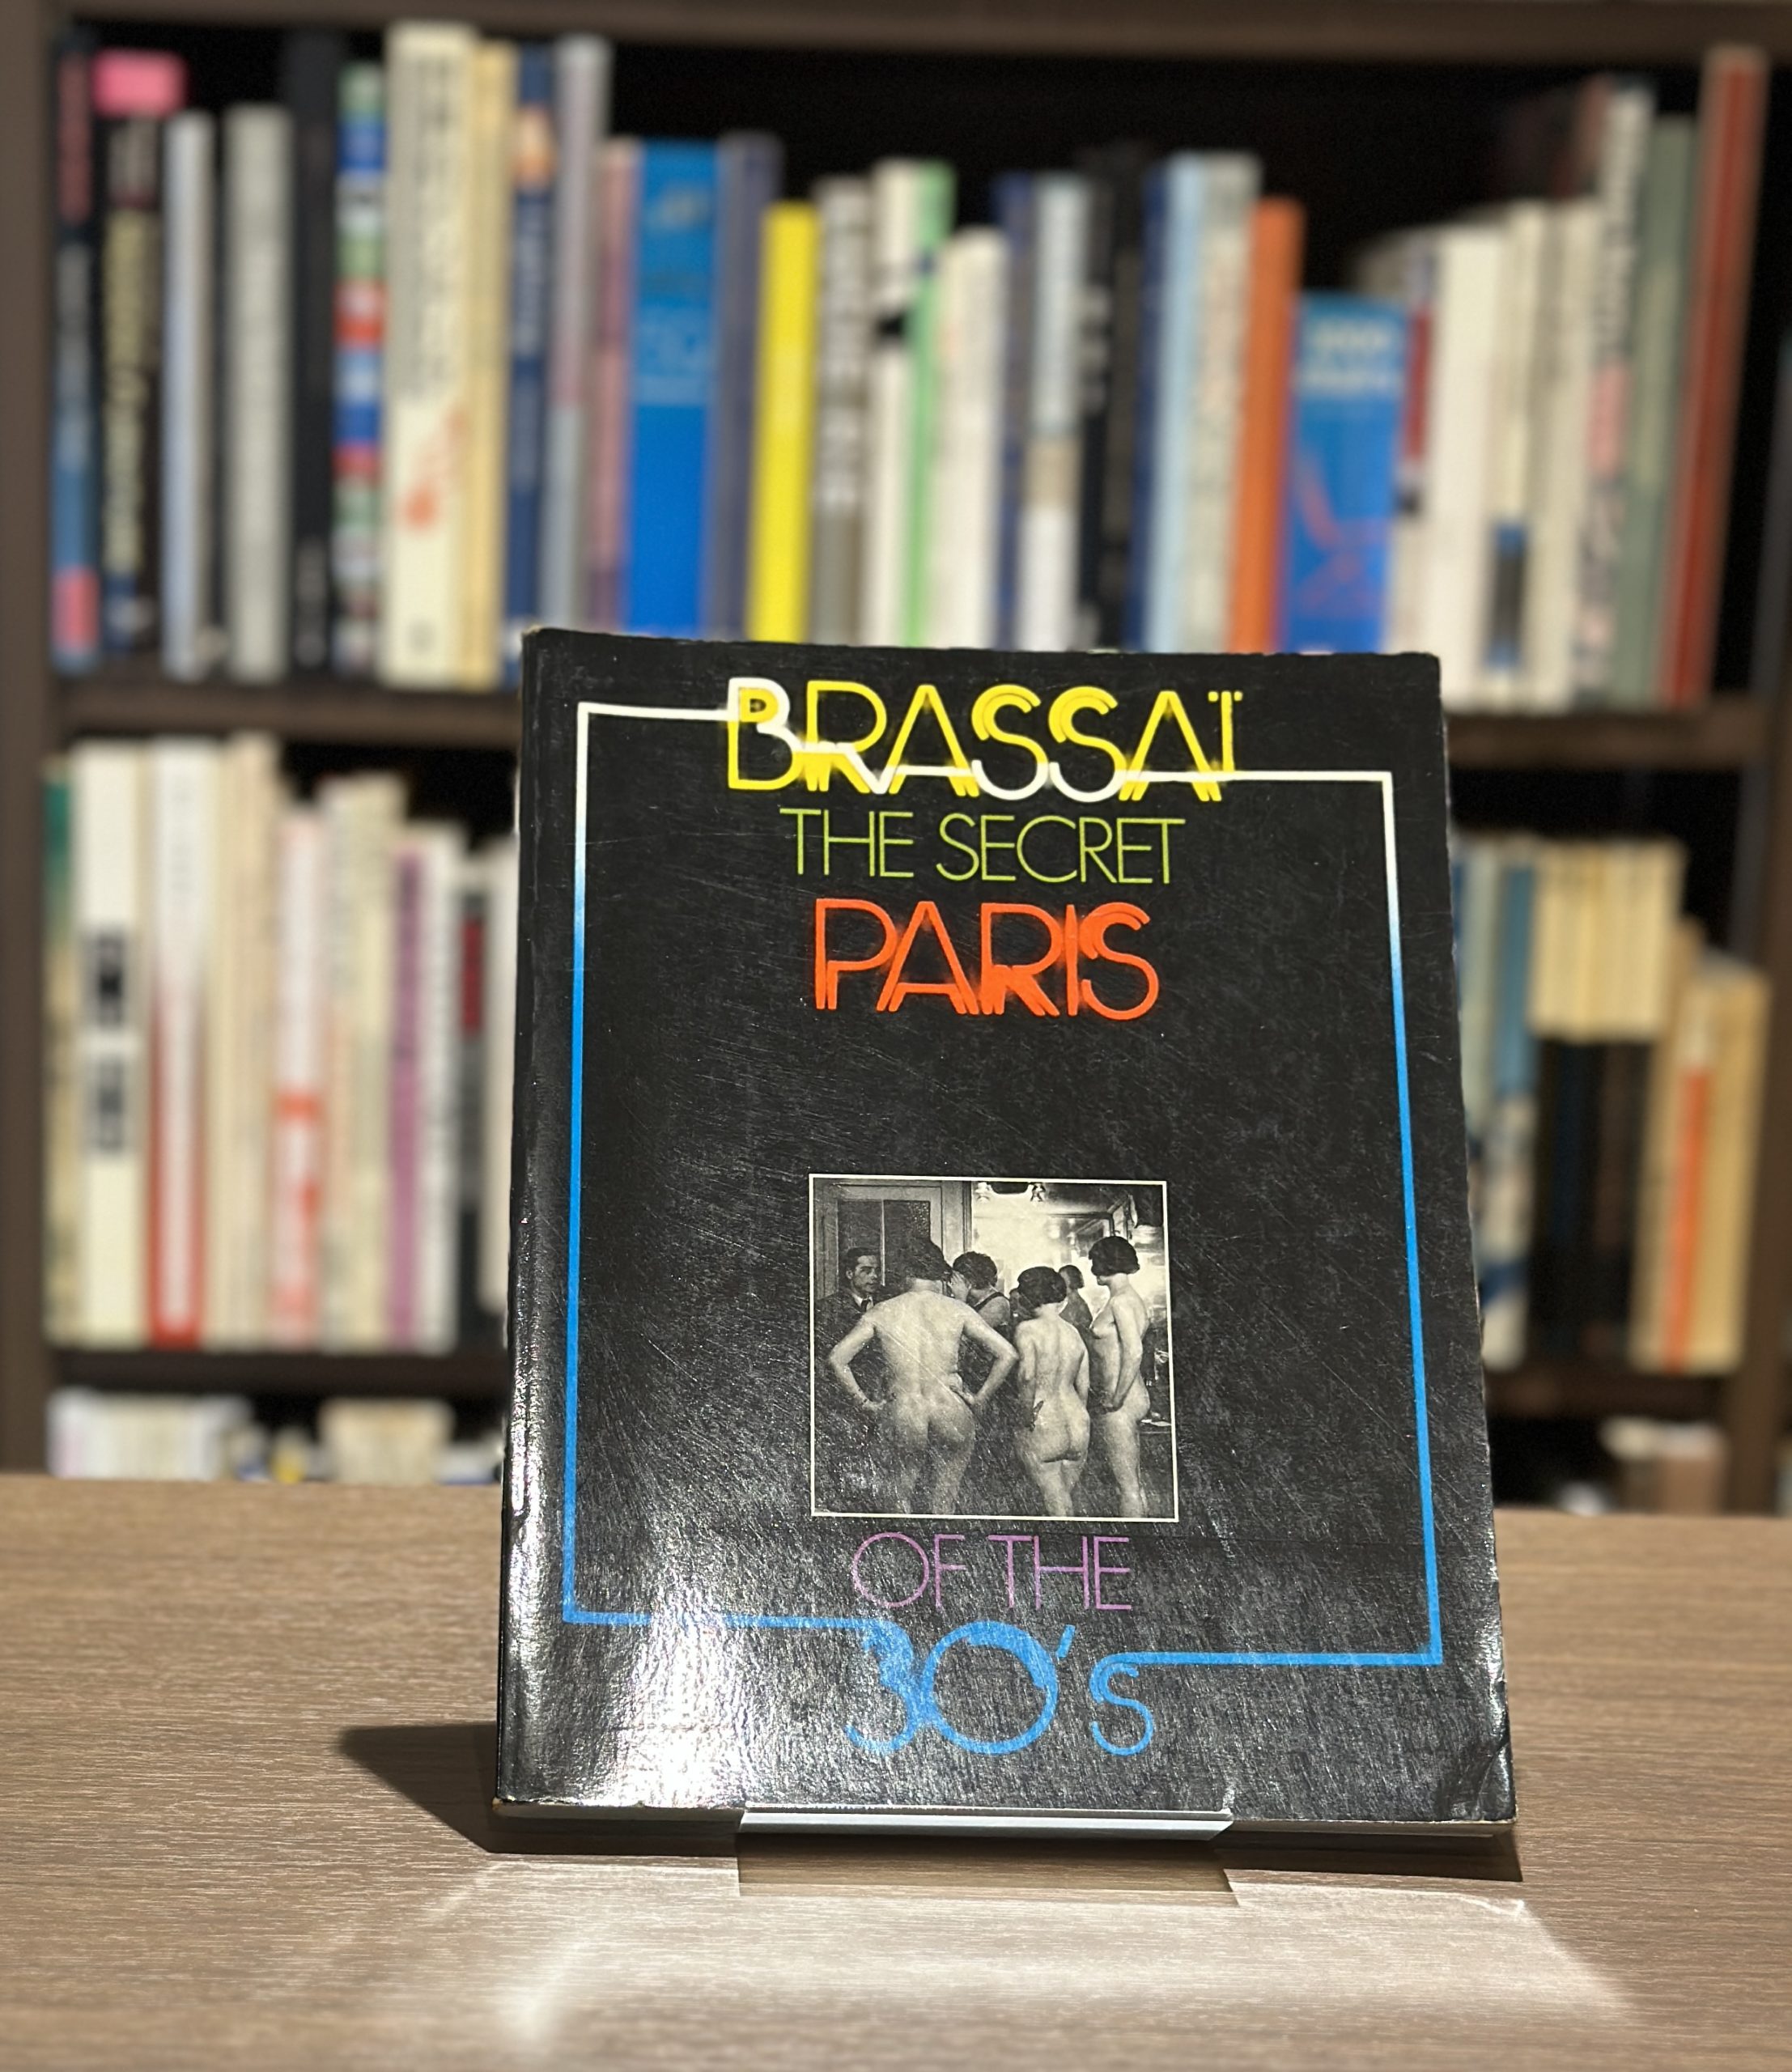 BRASSAÏ
THE SECRET
PARIS
OF THE
30's